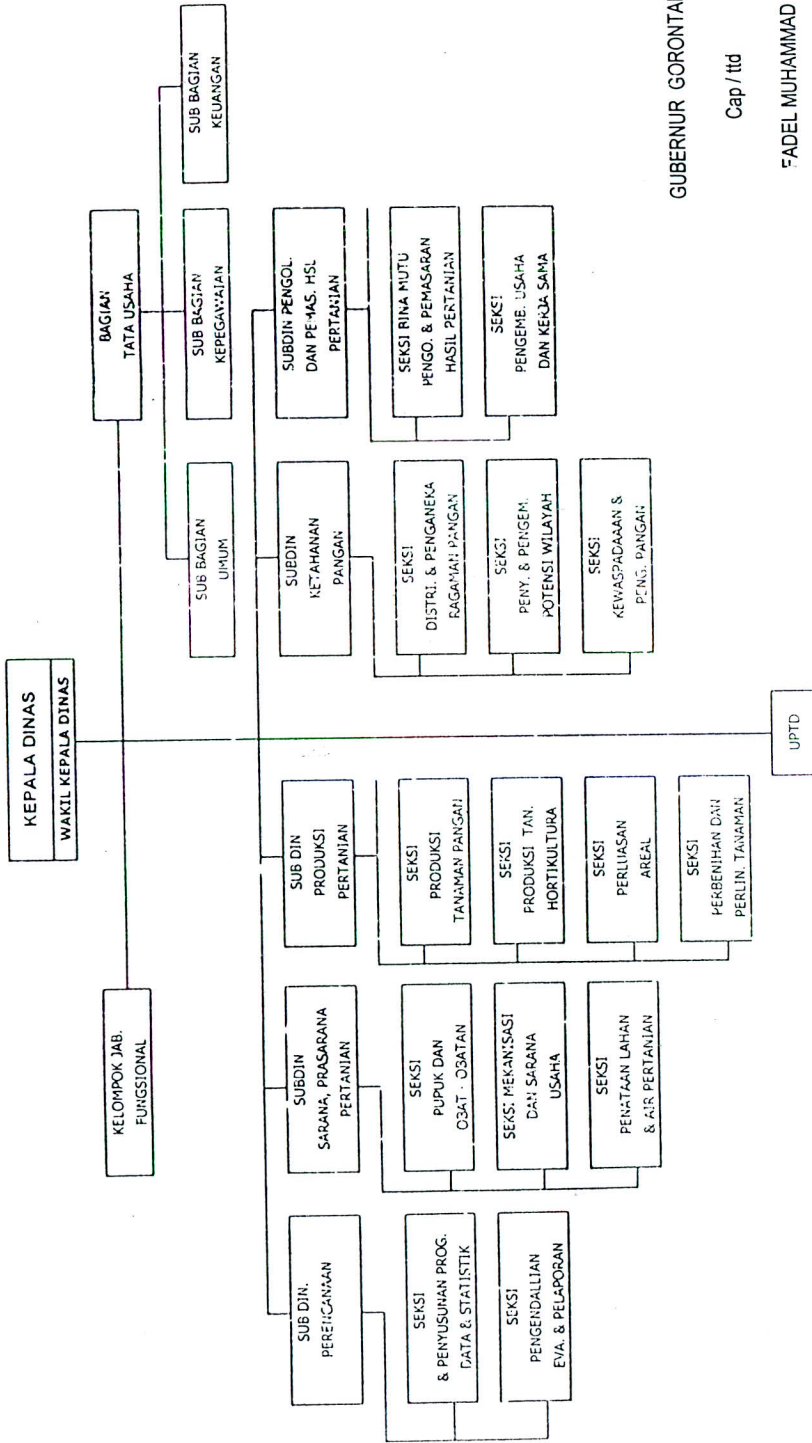 KEPALA DINAS
WAKIL KEPALA DINAS
KELOMPOK JAB.
FUNGSIONAL
BAGIAN
TATA USAHA
SUB BAGIAN
UMUM
SUB BAGIAN
KEPEGAWAIAN
SUB BAGIAN
KEUANGAN
SUB DIN.
PERENCANAAN
SUBDIN
SARANA, PRASARANA
PERTANIAN
SUB DIN
PRODUKSI
PERTANIAN
SUBDIN
KETAHANAN
PANGAN
SUBDIN PENGOL.
DAN PEMAS. HSL
PERTANIAN
SEKSI
& PENYUSUNAN PROG.
DATA & STATISTIK
SEKSI
PENGENDALLIAN
EVA. & PELAPORAN
SEKSI
PUPUK DAN
OBAT - OBATAN
SEKSI MEKANISASI
DAN SARANA
USAHA
SEKSI
PENATAAN LAHAN
& AIR PERTANIAN
SEKSI
PRODUKSI
TANAMAN PANGAN
SEKSI
PRODUKSI TAN.
HORTIKULTURA
SEKSI
PERLUASAN
AREAL
SEKSI
PERBENIHAN DAN
PERLIN. TANAMAN
SEKSI
DISTRI. & PENGANEKA
RAGAMAN PANGAN
SEKSI
PENY. & PENGEM.
POTENSI WILAYAH
SEKSI
KEWASPADAAAN &
PENG. PANGAN
SEKSI BINA MUTU
PENGO. & PEMASARAN
HASIL PERTANIAN
SEKSI
PENGEMB. USAHA
DAN KERJA SAMA
UPTD
GUBERNUR GORONTAL
Cap / ttd
FADEL MUHAMMAD